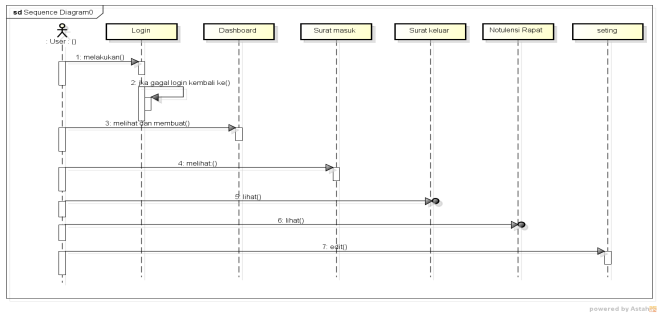 sd Sequence Diagram0
: User : ()
Login
Dashboard
Surat masuk
Surat keluar
Notulensi Rapat
seting
1: melakukan()
2: jika gagal login kembali ke()
3: melihat dan membuat()
4: melihat()
5: lihat()
6: lihat()
7: edit()
powered by Astah